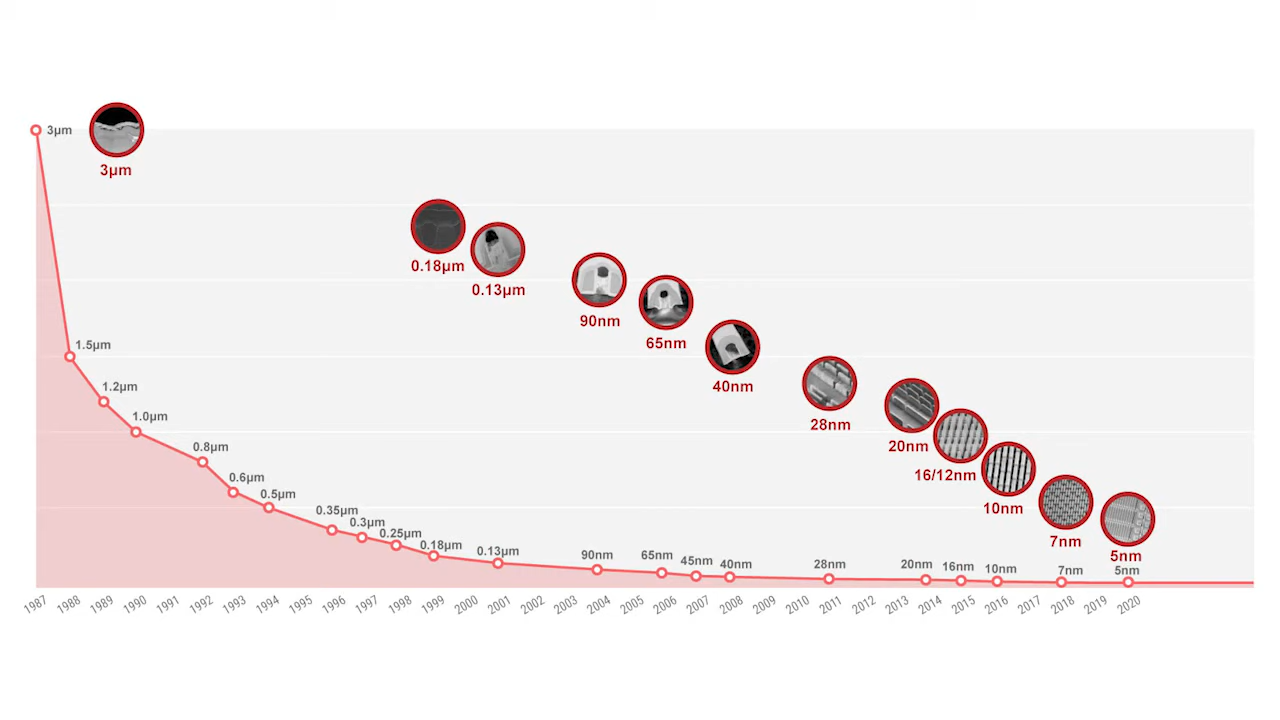 3µm
3µm
0.18µm
0.13µm
90nm
65nm
40nm
28nm
20nm
16/12nm
10nm
7nm
5nm
1.5µm
1.2µm
1.0µm
0.8µm
0.6µm
0.5µm
0.35µm
0.3µm
0.25µm
0.18µm
0.13µm
90nm
65nm
45nm
40nm
28nm
20nm
16nm
10nm
7nm
5nm
1987
1988
1989
1990
1991
1992
1993
1994
1995
1996
1997
1998
1999
2000
2001
2002
2003
2004
2005
2006
2007
2008
2009
2010
2011
2012
2013
2014
2015
2016
2017
2018
2019
2020